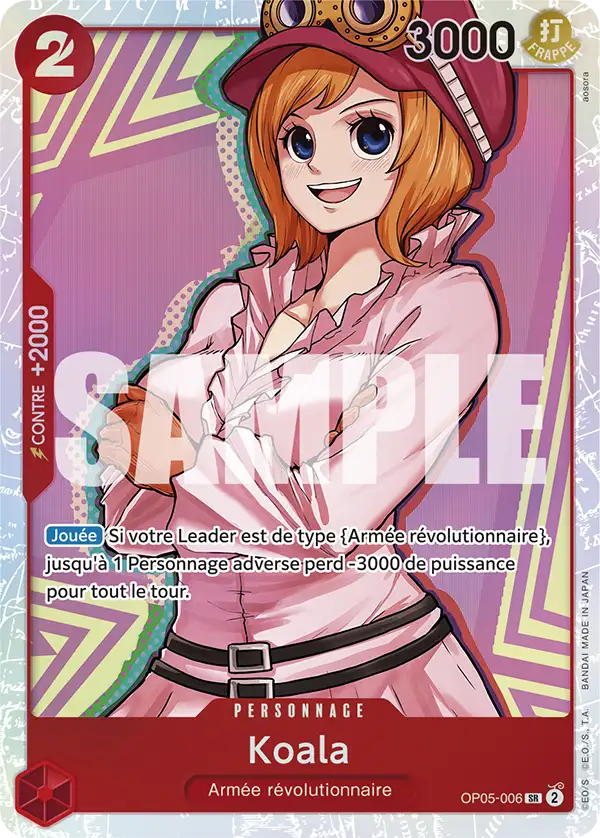 2
3000
打
FRAPPE
aosora
CONTRE +2000
SAMPLE
Jouée Si votre Leader est de type {Armée révolutionnaire},
jusqu'à 1 Personnage adverse perd -3000 de puissance
pour tout le tour.
PERSONNAGE
Koala
Armée révolutionnaire
OP05-006 SR 2
©E.O./S ©E.O./S., T.A. BANDAI MADE IN JAPAN